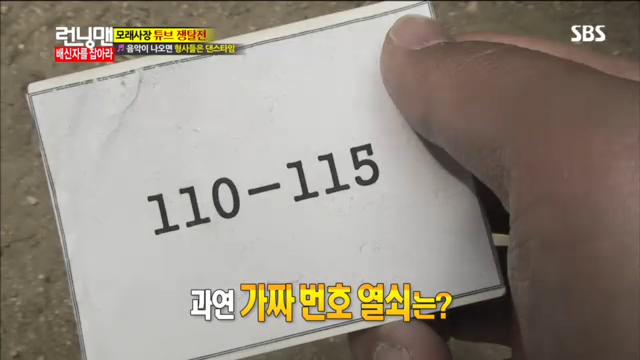 런닝맨
배신자를 잡아라
모래사장 튜브 쟁탈전
♬ 음악이 나오면 형사들은 댄스타임
SBS
110-115
과연 가짜 번호 열쇠는?